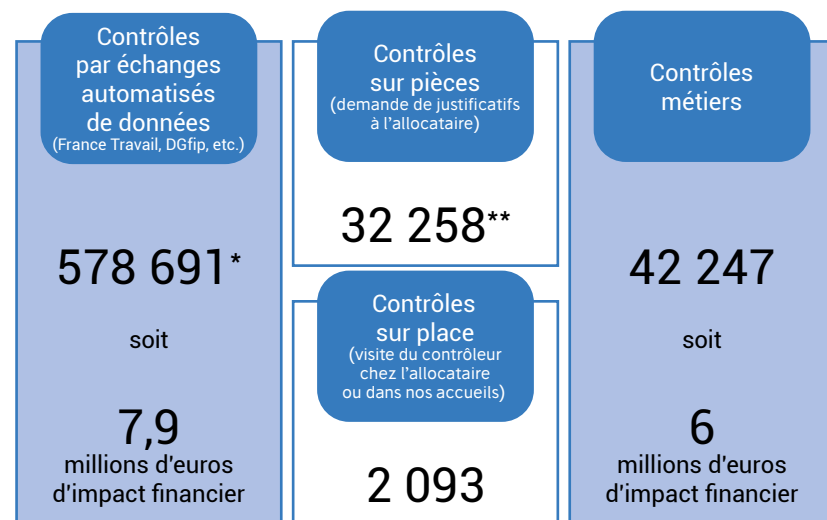 Contrôles
par échanges
automatisés
de données
(France Travail, DGfip, etc.)
578 691*
soit
7,9
millions d'euros
d'impact financier
Contrôles
sur pièces
(demande de justificatifs
à l'allocataire)
32 258**
Contrôles
sur place
(visite du contrôleur
chez l'allocataire
ou dans nos accueils)
2 093
Contrôles
métiers
42 247
soit
6
millions d'euros
d'impact financier